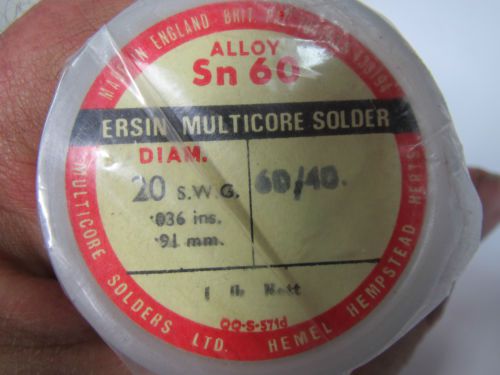 MADE IN ENGLAND BRIT. PAT.
ALLOY
Sn 60
ERSIN MULTICORE SOLDER
DIAM.
20 S.W.G.
60/40.
.036 ins.
.91 mm.
1 lb Nett
QQ-S-571d
MULTICORE SOLDERS LTD. HEMEL HEMPSTEAD HERTS